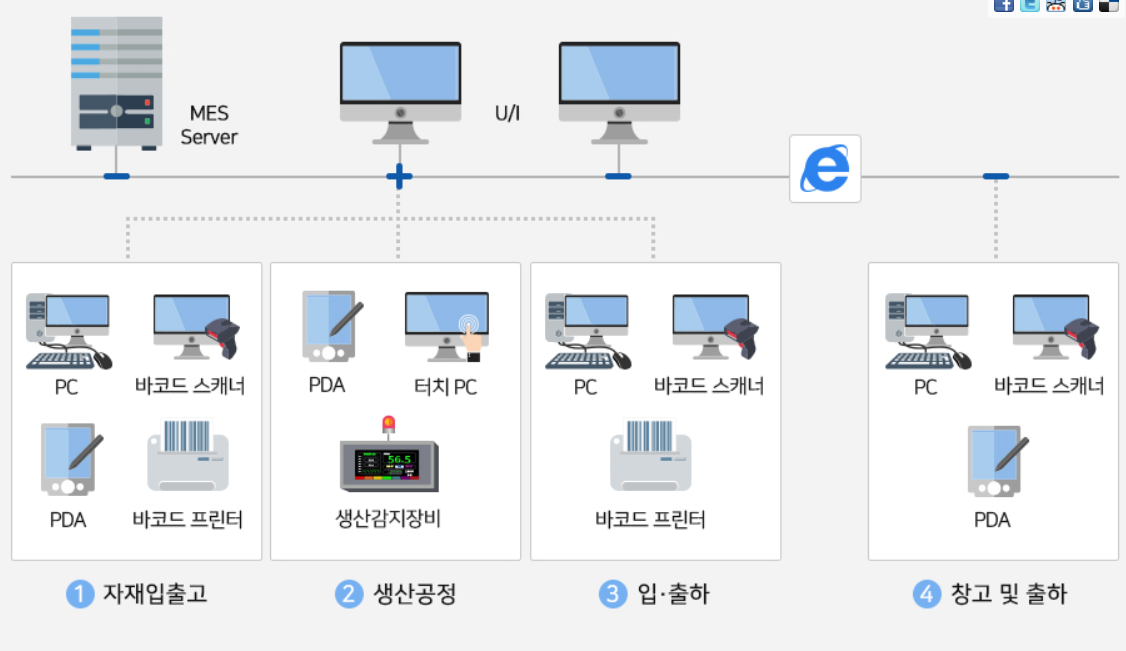 MES
Server
U/I
PC
바코드 스캐너
PDA
바코드 프린터
PDA
터치 PC
56.5
생산감지장비
PC
바코드 스캐너
바코드 프린터
PC
바코드 스캐너
PDA
1 자재입출고
2 생산공정
3 입·출하
4 창고 및 출하